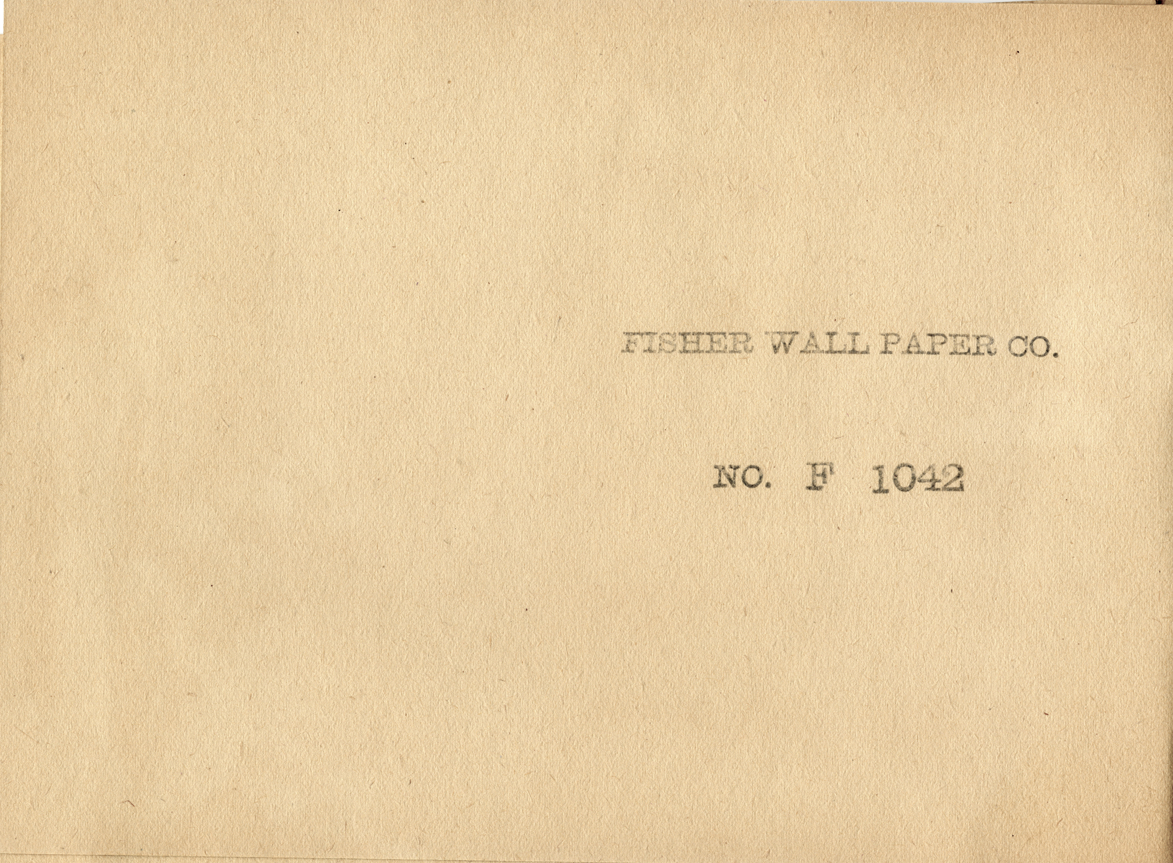 FISHER WALL PAPER CO.
NO. F 1042